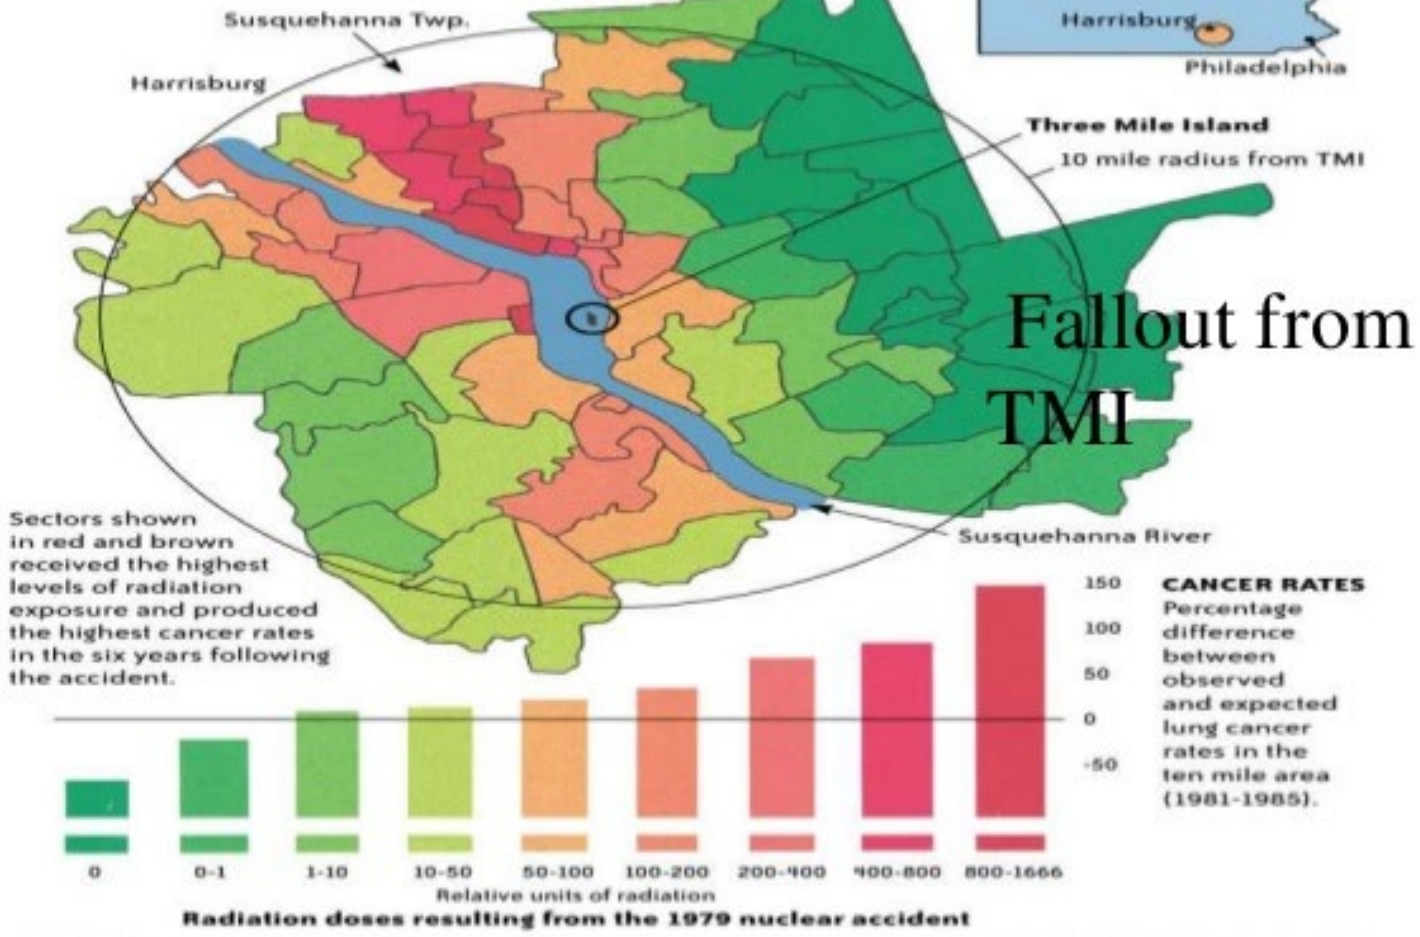 Susquehanna Twp.
Harrisburg
Harrisburg
Philadelphia
Three Mile Island
10 mile radius from TMI
Fallout from
TMI
Sectors shown
in red and brown
received the highest
levels of radiation
exposure and produced
the highest cancer rates
in the six years following
the accident.
Susquehanna River
150
100
50
0
-50
CANCER RATES
Percentage
difference
between
observed
and expected
lung cancer
rates in the
ten mile area
(1981-1985).
0 0-1 1-10 10-50 50-100 100-200 200-400 400-800 800-1666
Relative units of radiation
Radiation doses resulting from the 1979 nuclear accident